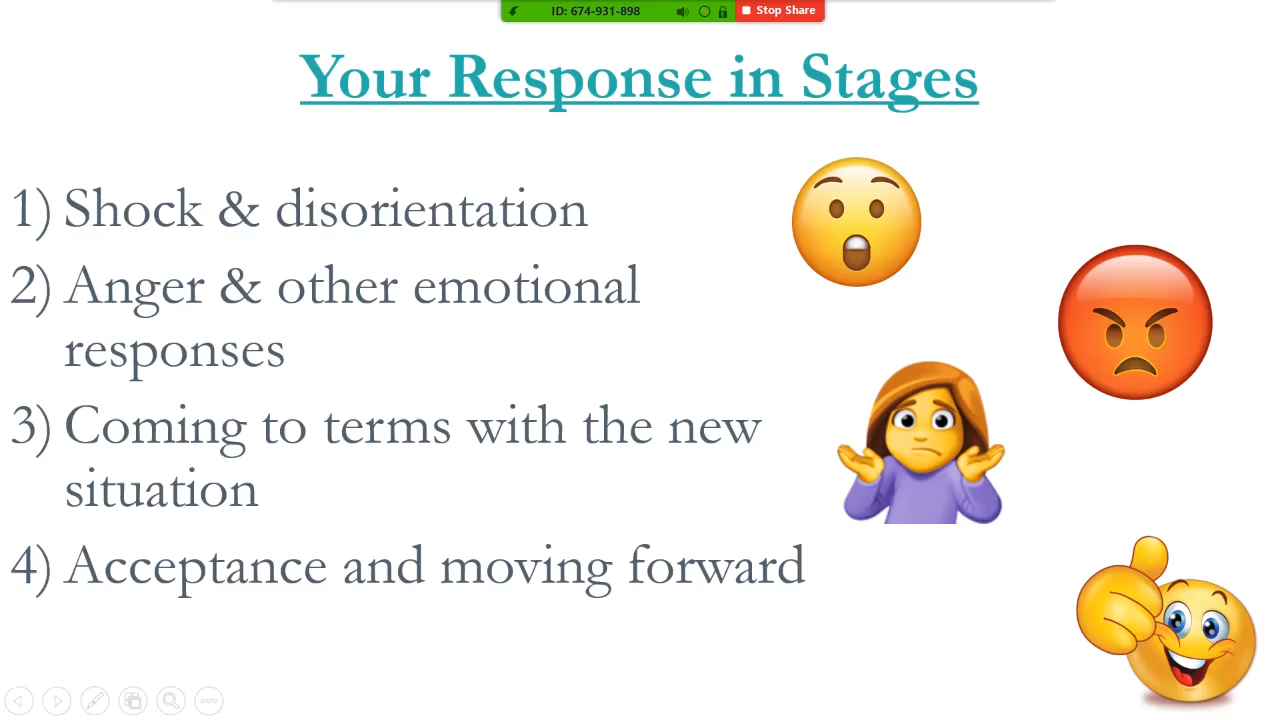 ID: 674-931-898 Stop Share
Your Response in Stages
1) Shock & disorientation
2) Anger & other emotional
responses
3) Coming to terms with the new
situation
4) Acceptance and moving forward